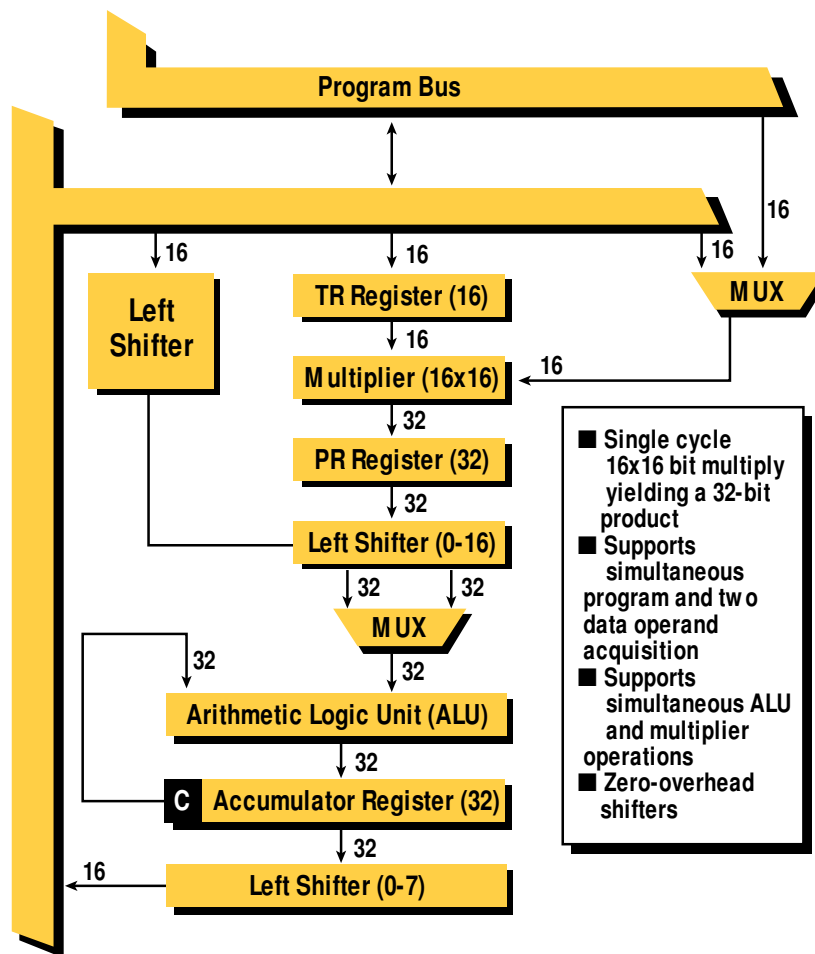 Program Bus
16
16
16
16
Left
Shifter
TR Register (16)
MUX
16
16
Multiplier (16x16)
32
PR Register (32)
32
Left Shifter (0-16)
32
32
MUX
32
32
Arithmetic Logic Unit (ALU)
32
C
Accumulator Register (32)
32
16
Left Shifter (0-7)
■ Single cycle
16x16 bit multiply
yielding a 32-bit
product
■ Supports
simultaneous
program and two
data operand
acquisition
■ Supports
simultaneous ALU
and multiplier
operations
■ Zero-overhead
shifters